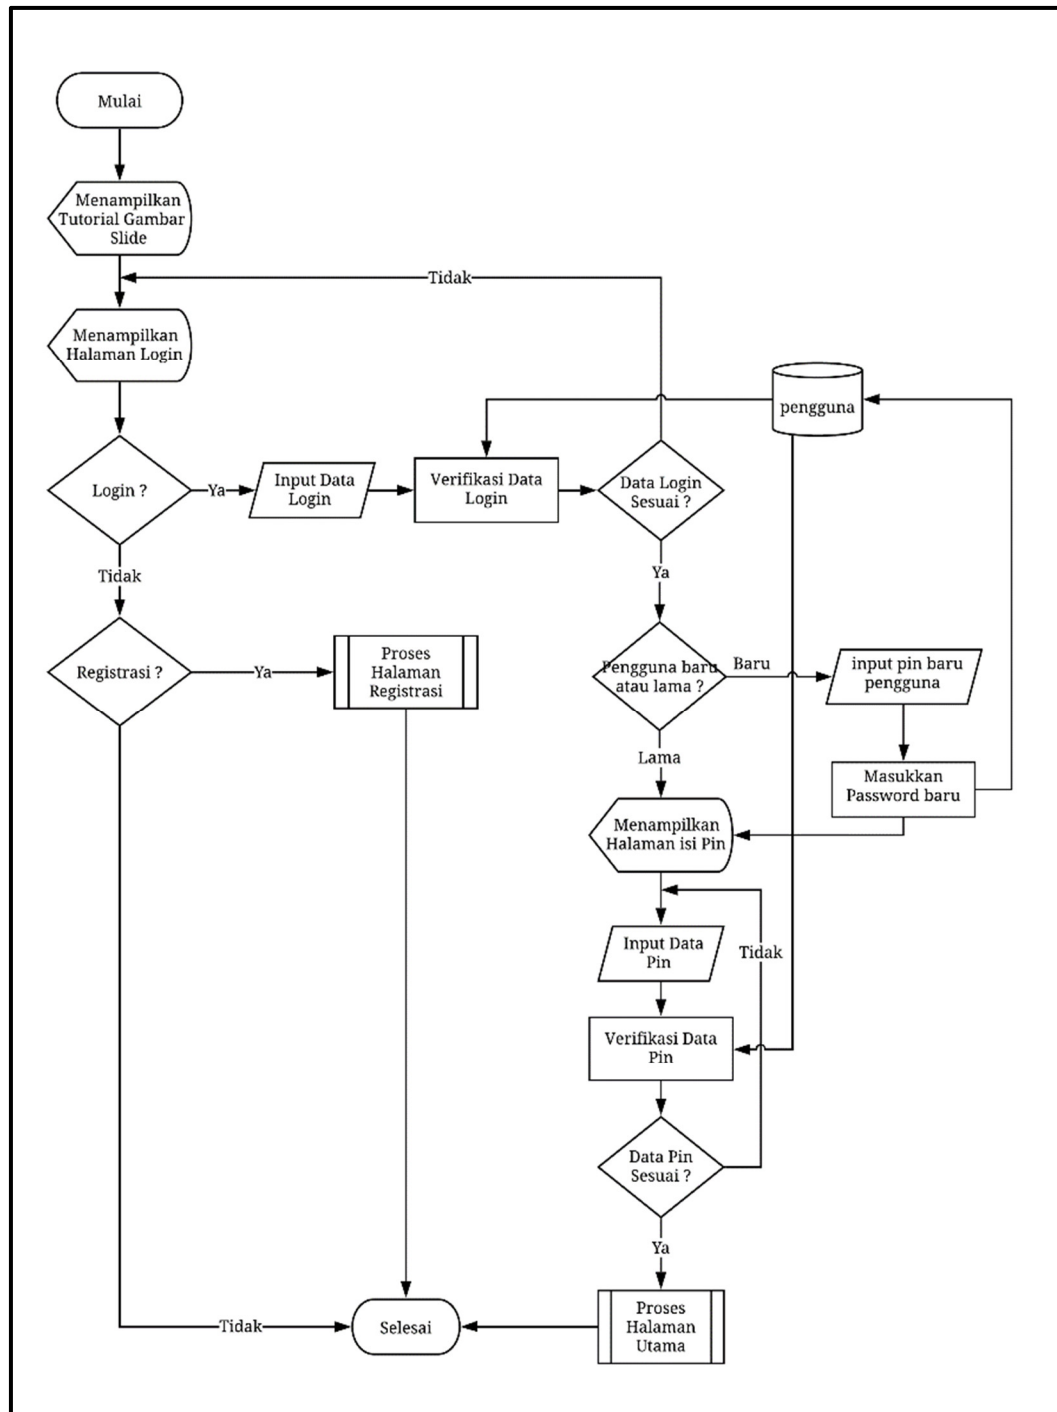 Mulai
Menampilkan
Tutorial Gambar
Slide
Tidak
Menampilkan
Halaman Login
pengguna
Login ?
Ya
Input Data
Login
Verifikasi Data
Login
Data Login
Sesuai ?
Tidak
Ya
Registrasi ?
Ya
Proses
Halaman
Registrasi
Pengguna baru
atau lama ?
Baru
input pin baru
pengguna
Lama
Masukkan
Password baru
Menampilkan
Halaman isi Pin
Input Data
Pin
Tidak
Verifikasi Data
Pin
Data Pin
Sesuai ?
Ya
Tidak
Selesai
Proses
Halaman
Utama